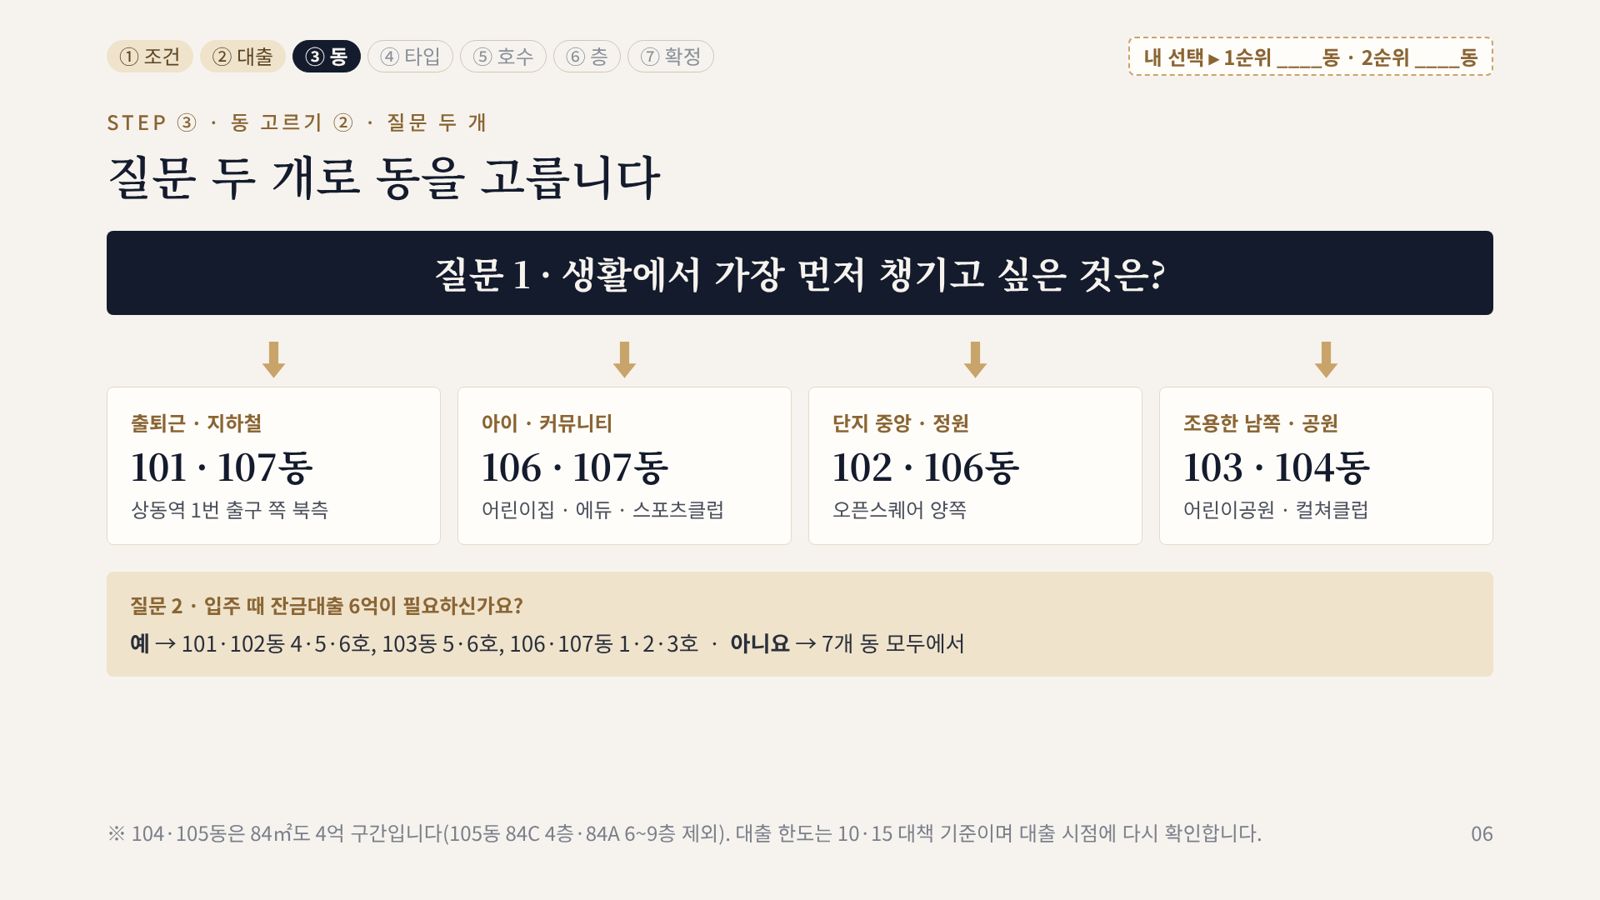 ① 조건 ② 대출 ③ 동 ④ 타입 ⑤ 호수 ⑥ 층 ⑦ 확정
내 선택 ▸ 1순위 ____동 · 2순위 ____동
STEP ③ · 동 고르기 ② · 질문 두 개
질문 두 개로 동을 고릅니다
질문 1 · 생활에서 가장 먼저 챙기고 싶은 것은?
출퇴근 · 지하철
101 · 107동
상동역 1번 출구 쪽 북측
아이 · 커뮤니티
106 · 107동
어린이집 · 에듀 · 스포츠클럽
단지 중앙 · 정원
102 · 106동
오픈스퀘어 양쪽
조용한 남쪽 · 공원
103 · 104동
어린이공원 · 컬쳐클럽
질문 2 · 입주 때 잔금대출 6억이 필요하신가요?
예 → 101·102동 4·5·6호, 103동 5·6호, 106·107동 1·2·3호 · 아니요 → 7개 동 모두에서
※ 104·105동은 84㎡도 4억 구간입니다(105동 84C 4층·84A 6~9층 제외). 대출 한도는 10·15 대책 기준이며 대출 시점에 다시 확인합니다.
06